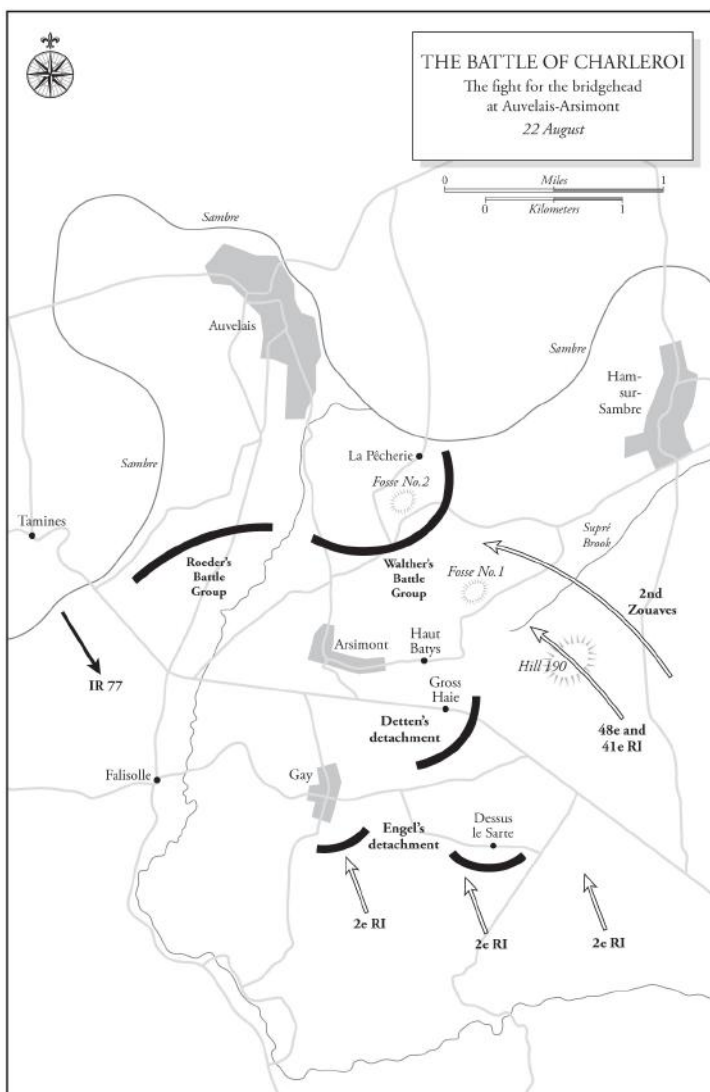 THE BATTLE OF CHARLEROI
The fight for the bridgehead
at Auvelais-Arsimont
22 August
0 Miles 1
0 Kilometers 1
Sambre
Auvelais
Sambre
Ham-
sur-
Sambre
Sambre
La Pêcherie
Fosse No.2
Tamines
Supré
Brook
Roeder's
Battle
Group
Walther's
Battle
Group
Fosse No.1
2nd
Zouaves
Arsimont
Haut
Batys
Hill 190
IR 77
Gross
Haie
Detten's
detachment
48e and
41e RI
Falisolle
Gay
Engel's
detachment
Dessus
le Sarte
2e RI
2e RI
2e RI